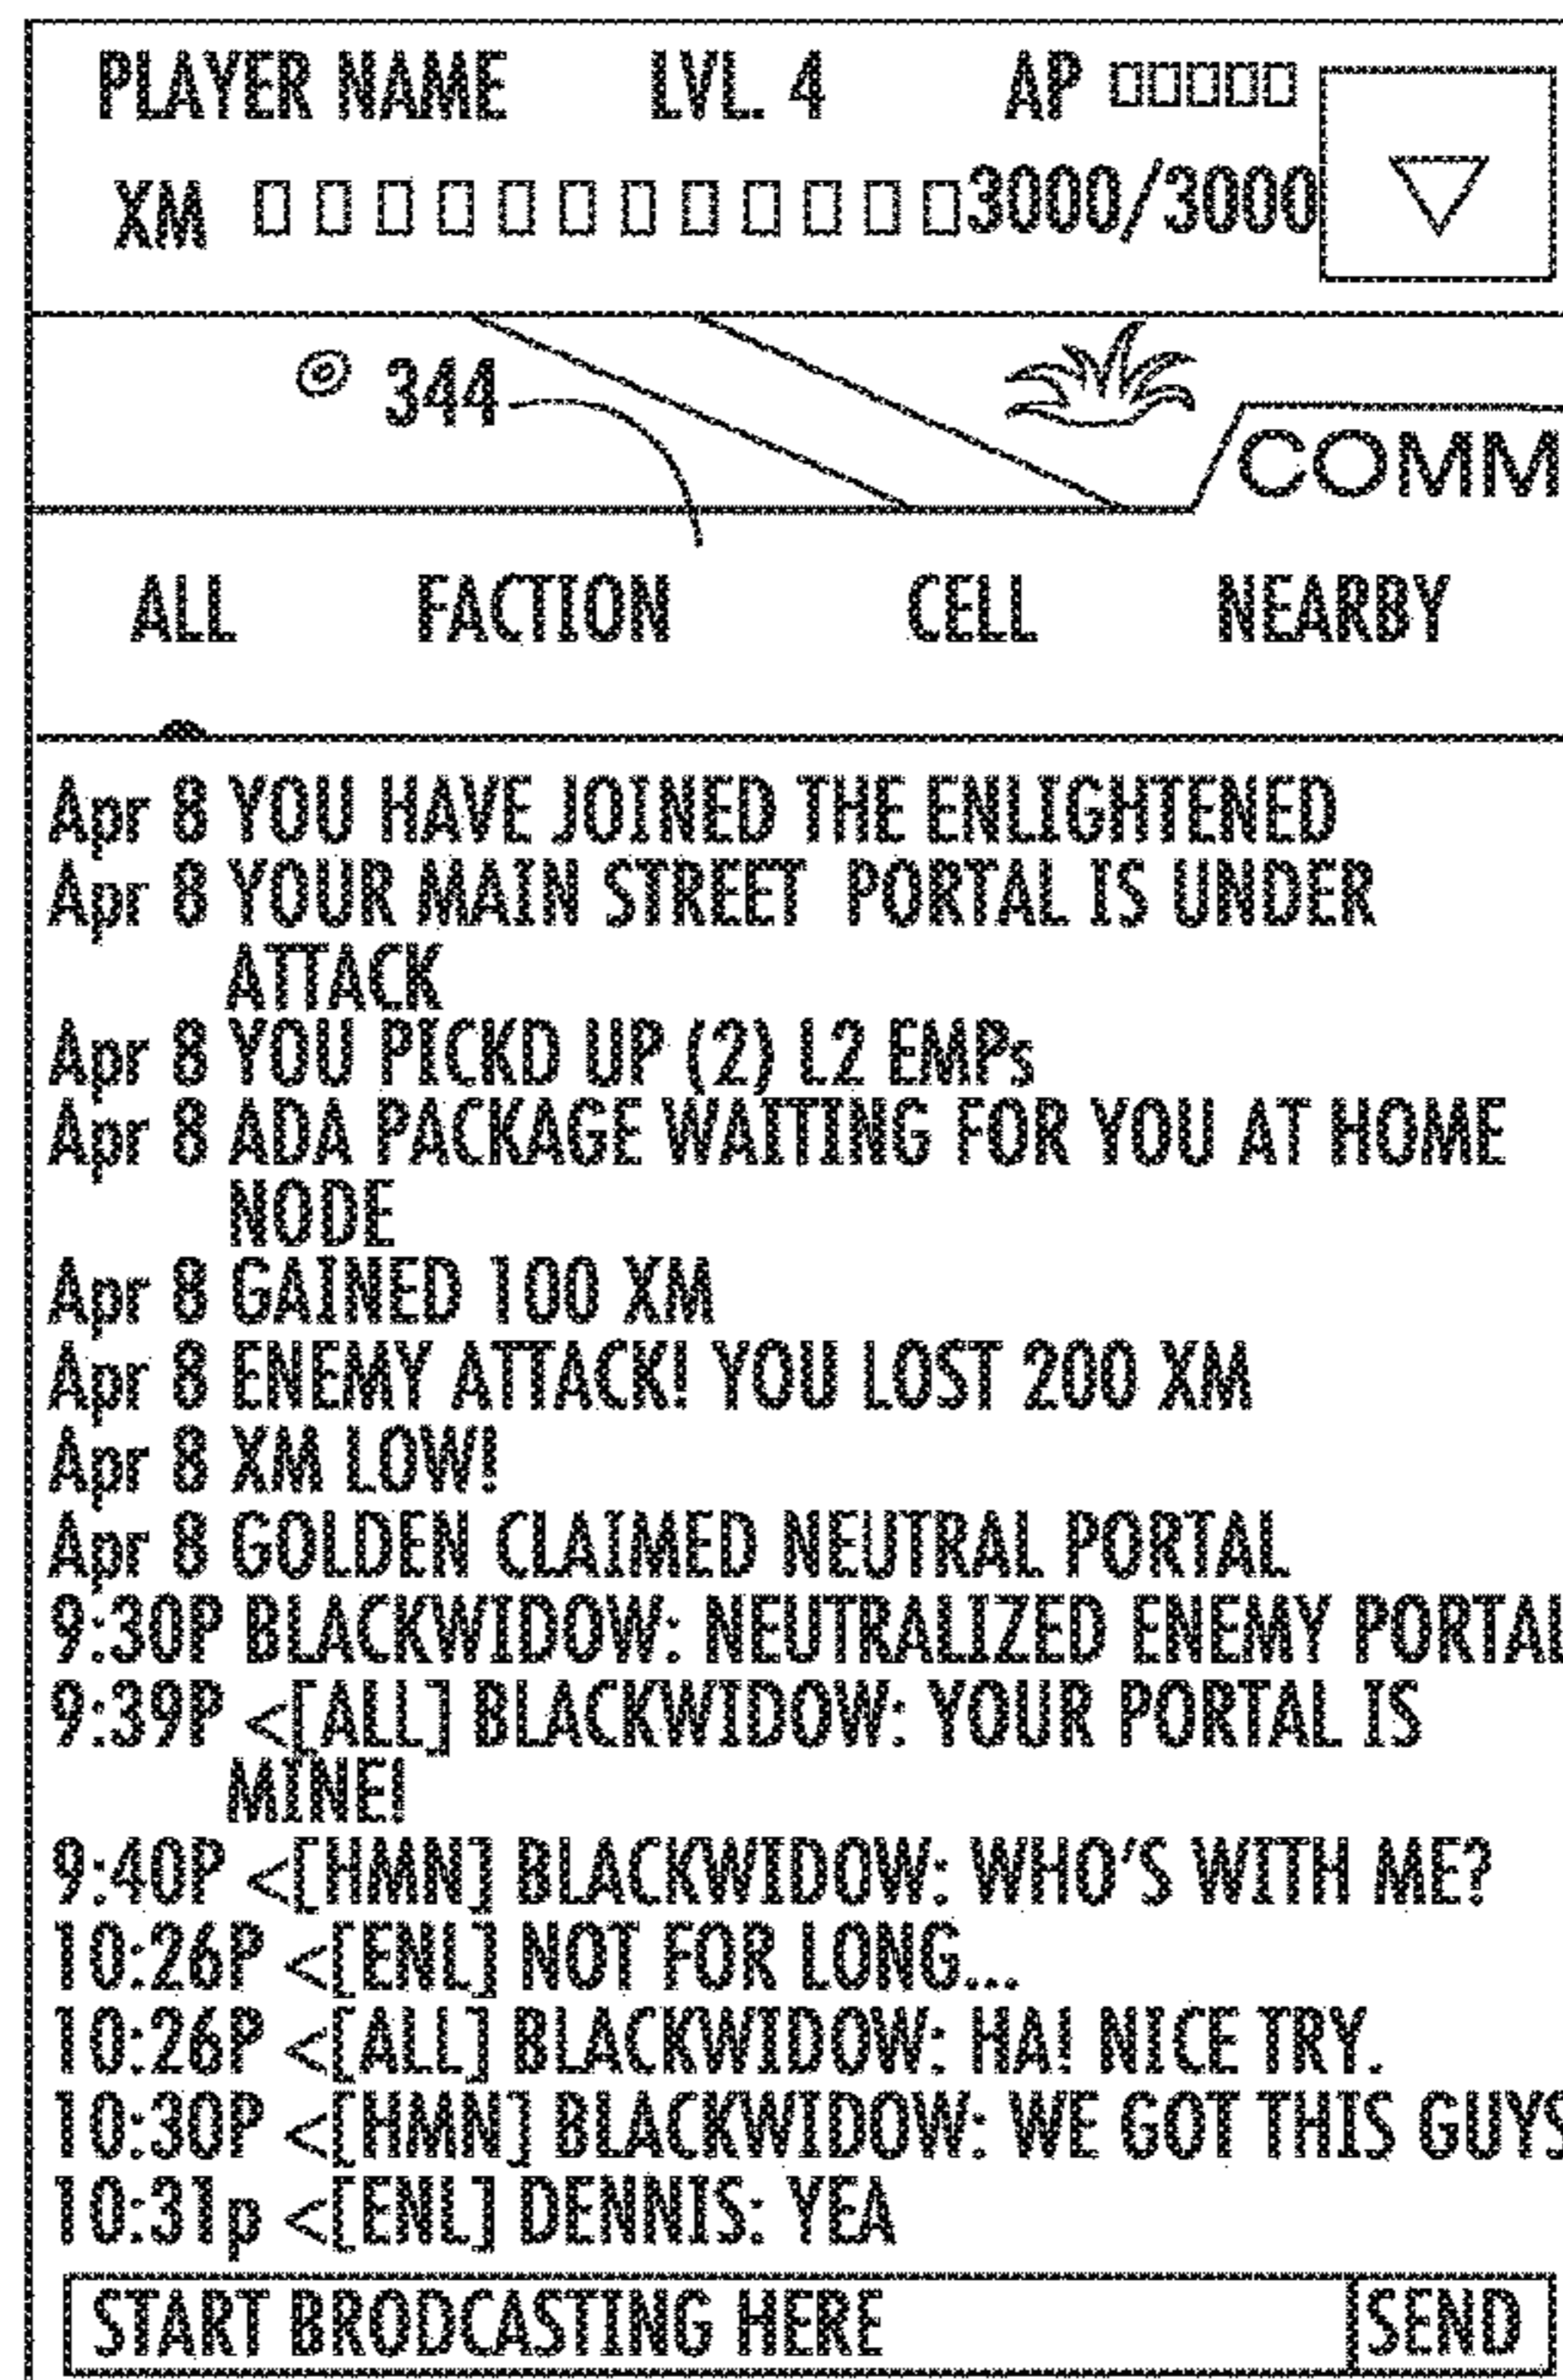 PLAYER NAME LVL. 4 AP
XM 3000/3000
344
COMM
ALL FACTION CELL NEARBY
Apr 8 YOU HAVE JOINED THE ENLIGHTENED
Apr 8 YOUR MAIN STREET PORTAL IS UNDER
ATTACK
Apr 8 YOU PICKD UP (2) L2 EMPs
Apr 8 ADA PACKAGE WAITING FOR YOU AT HOME
NODE
Apr 8 GAINED 100 XM
Apr 8 ENEMY ATTACK! YOU LOST 200 XM
Apr 8 XM LOW!
Apr 8 GOLDEN CLAIMED NEUTRAL PORTAL
9:30P BLACKWIDOW: NEUTRALIZED ENEMY PORTAL
9:39P <[ALL] BLACKWIDOW: YOUR PORTAL IS
MINE!
9:40P <[HMN] BLACKWIDOW: WHO'S WITH ME?
10:26P <[ENL] NOT FOR LONG...
10:26P <[ALL] BLACKWIDOW: HA! NICE TRY.
10:30P <[HMN] BLACKWIDOW: WE GOT THIS GUYS
10:31p <[ENL] DENNIS: YEA
START BRODCASTING HERE SEND